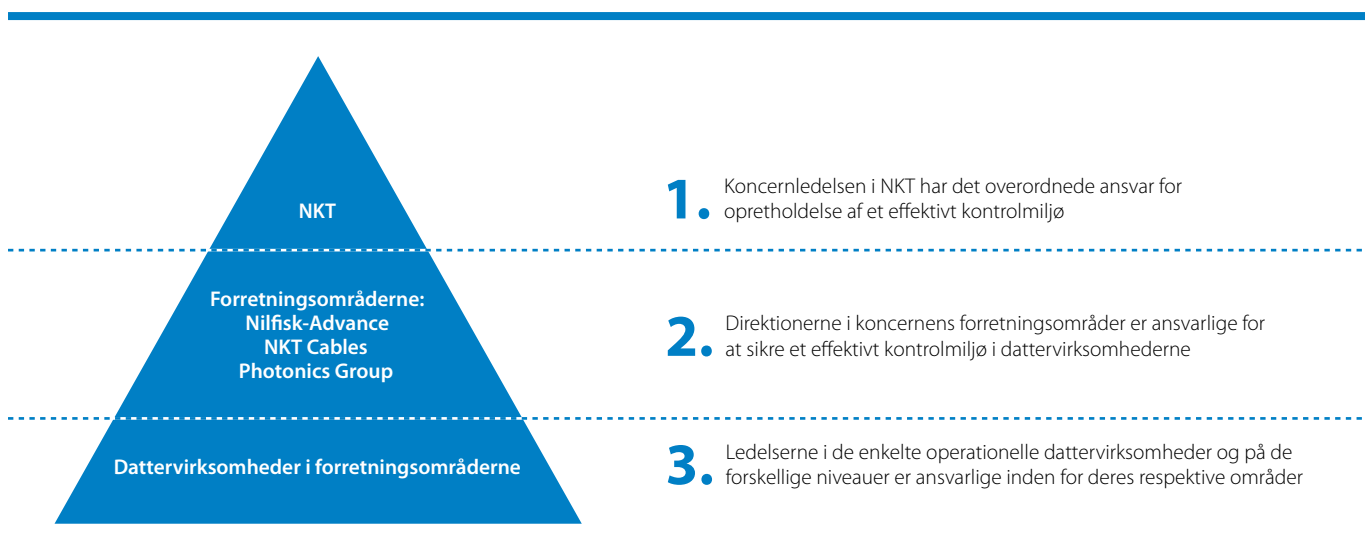 NKT
1.
Koncernledelsen i NKT har det overordnede ansvar for
opretholdelse af et effektivt kontrolmiljø
Forretningsområderne:
Nilfisk-Advance
NKT Cables
Photonics Group
2.
Direktionerne i koncernens forretningsområder er ansvarlige for
at sikre et effektivt kontrolmiljø i dattervirksomhederne
Dattervirksomheder i forretningsområderne
3.
Ledelserne i de enkelte operationelle dattervirksomheder og på de
forskellige niveauer er ansvarlige inden for deres respektive områder